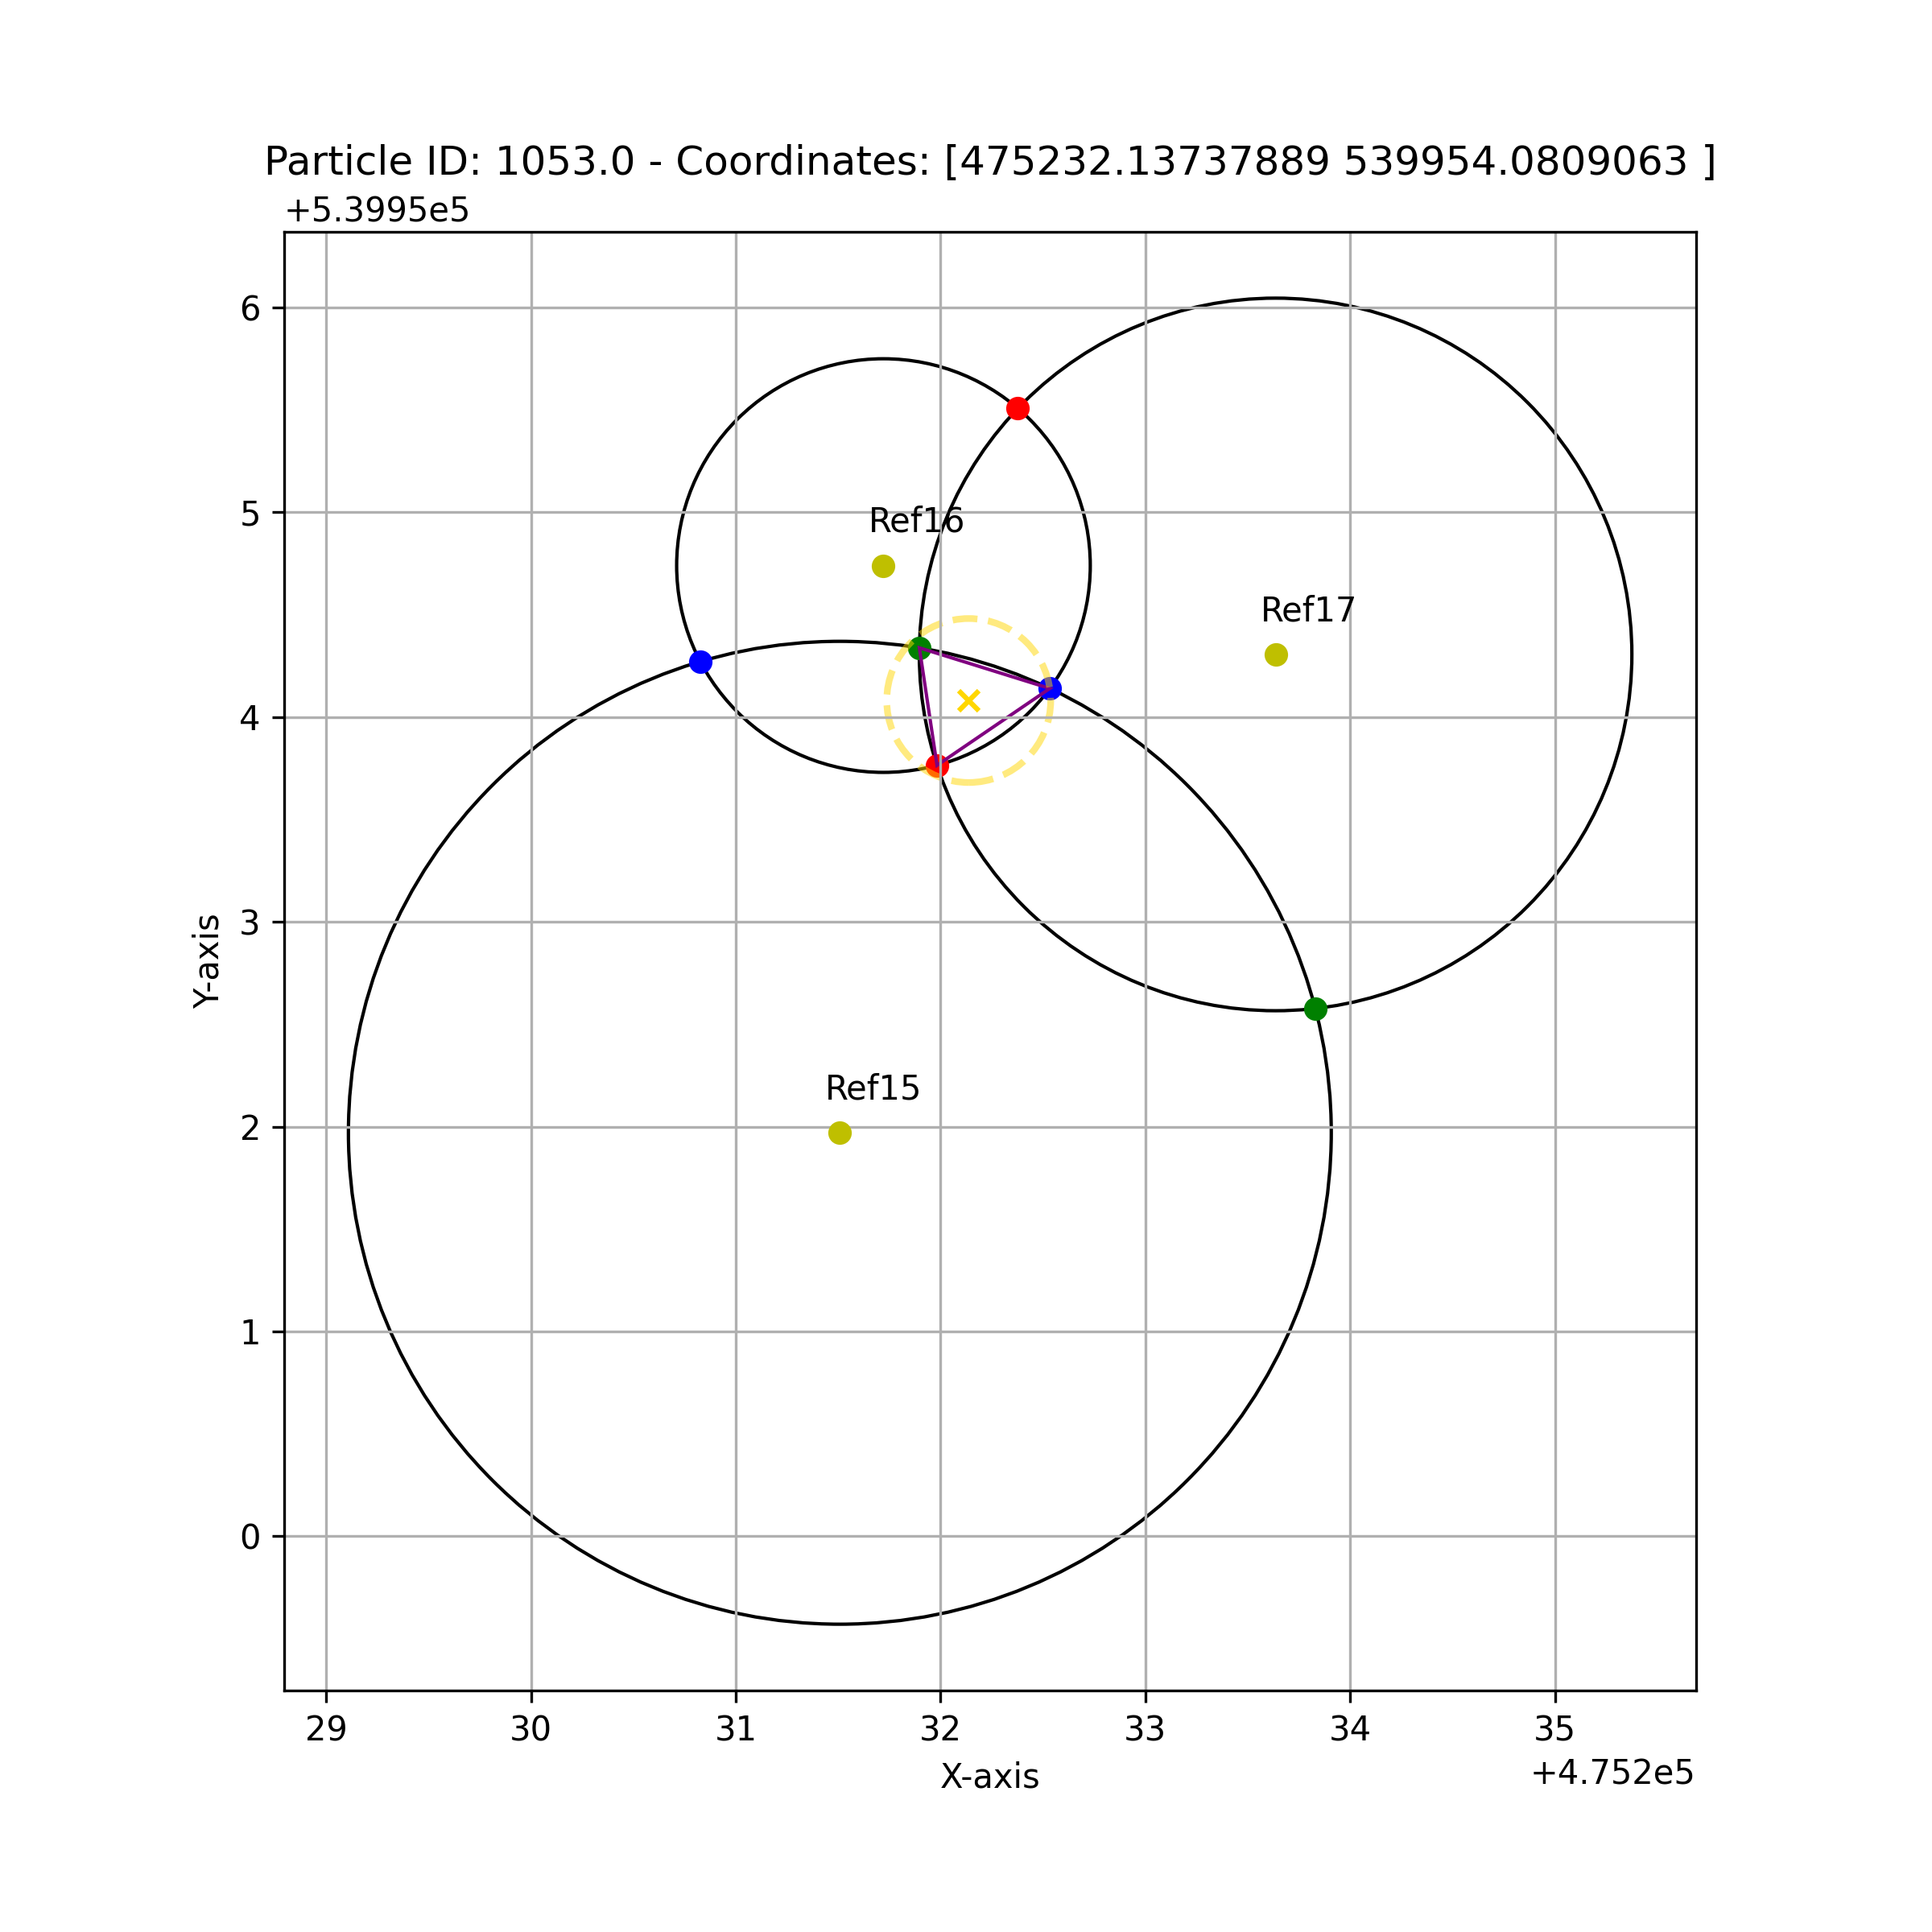 Particle ID: 1053.0 - Coordinates: [475232.13737889 539954.0809063 ]
+5.3995e5
6
5
4
3
2
1
0
Y-axis
Ref16
Ref17
Ref15
29 30 31 32 33 34 35
X-axis
+4.752e5